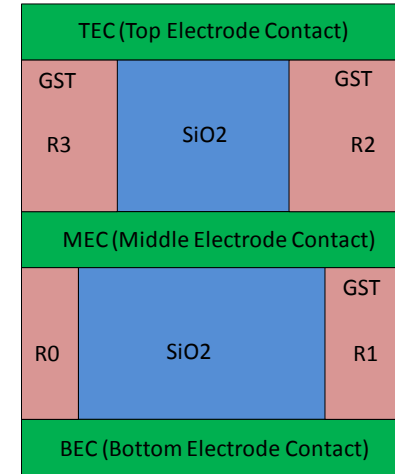 TEC (Top Electrode Contact)
GST
GST
R3
SiO2
R2
MEC (Middle Electrode Contact)
GST
R0
SiO2
R1
BEC (Bottom Electrode Contact)